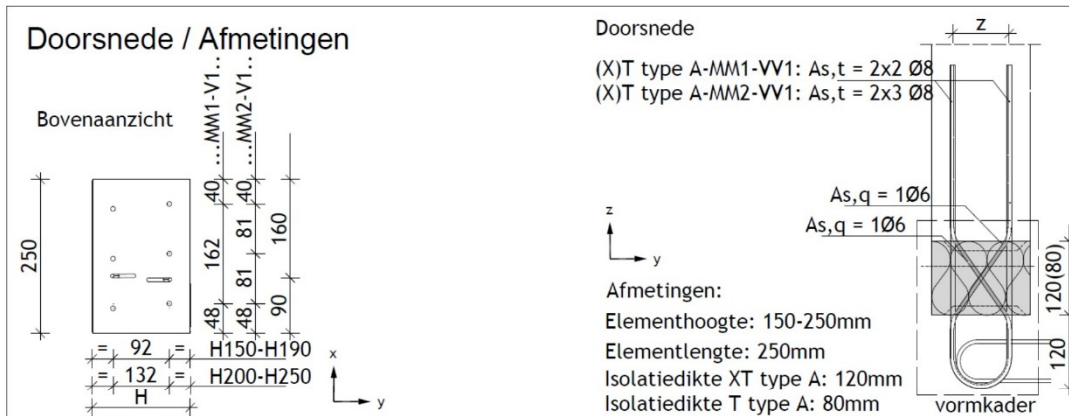 Doorsnede / Afmetingen
...MM1-V1..
...MM2-V1..
Bovenaanzicht
250
40
162
48
40
81
81
48
160
90
= 92 = H150-H190
= 132 = H200-H250
H
x
y
Doorsnede
(X)T type A-MM1-VV1: As,t = 2x2 Ø8
(X)T type A-MM2-VV1: As,t = 2x3 Ø8
z
As,q = 1Ø6
As,q = 1Ø6
z
y
120(80)
120
Afmetingen:
Elementhoogte: 150-250mm
Elementlengte: 250mm
Isolatiedikte XT type A: 120mm
Isolatiedikte T type A: 80mm
vormkader